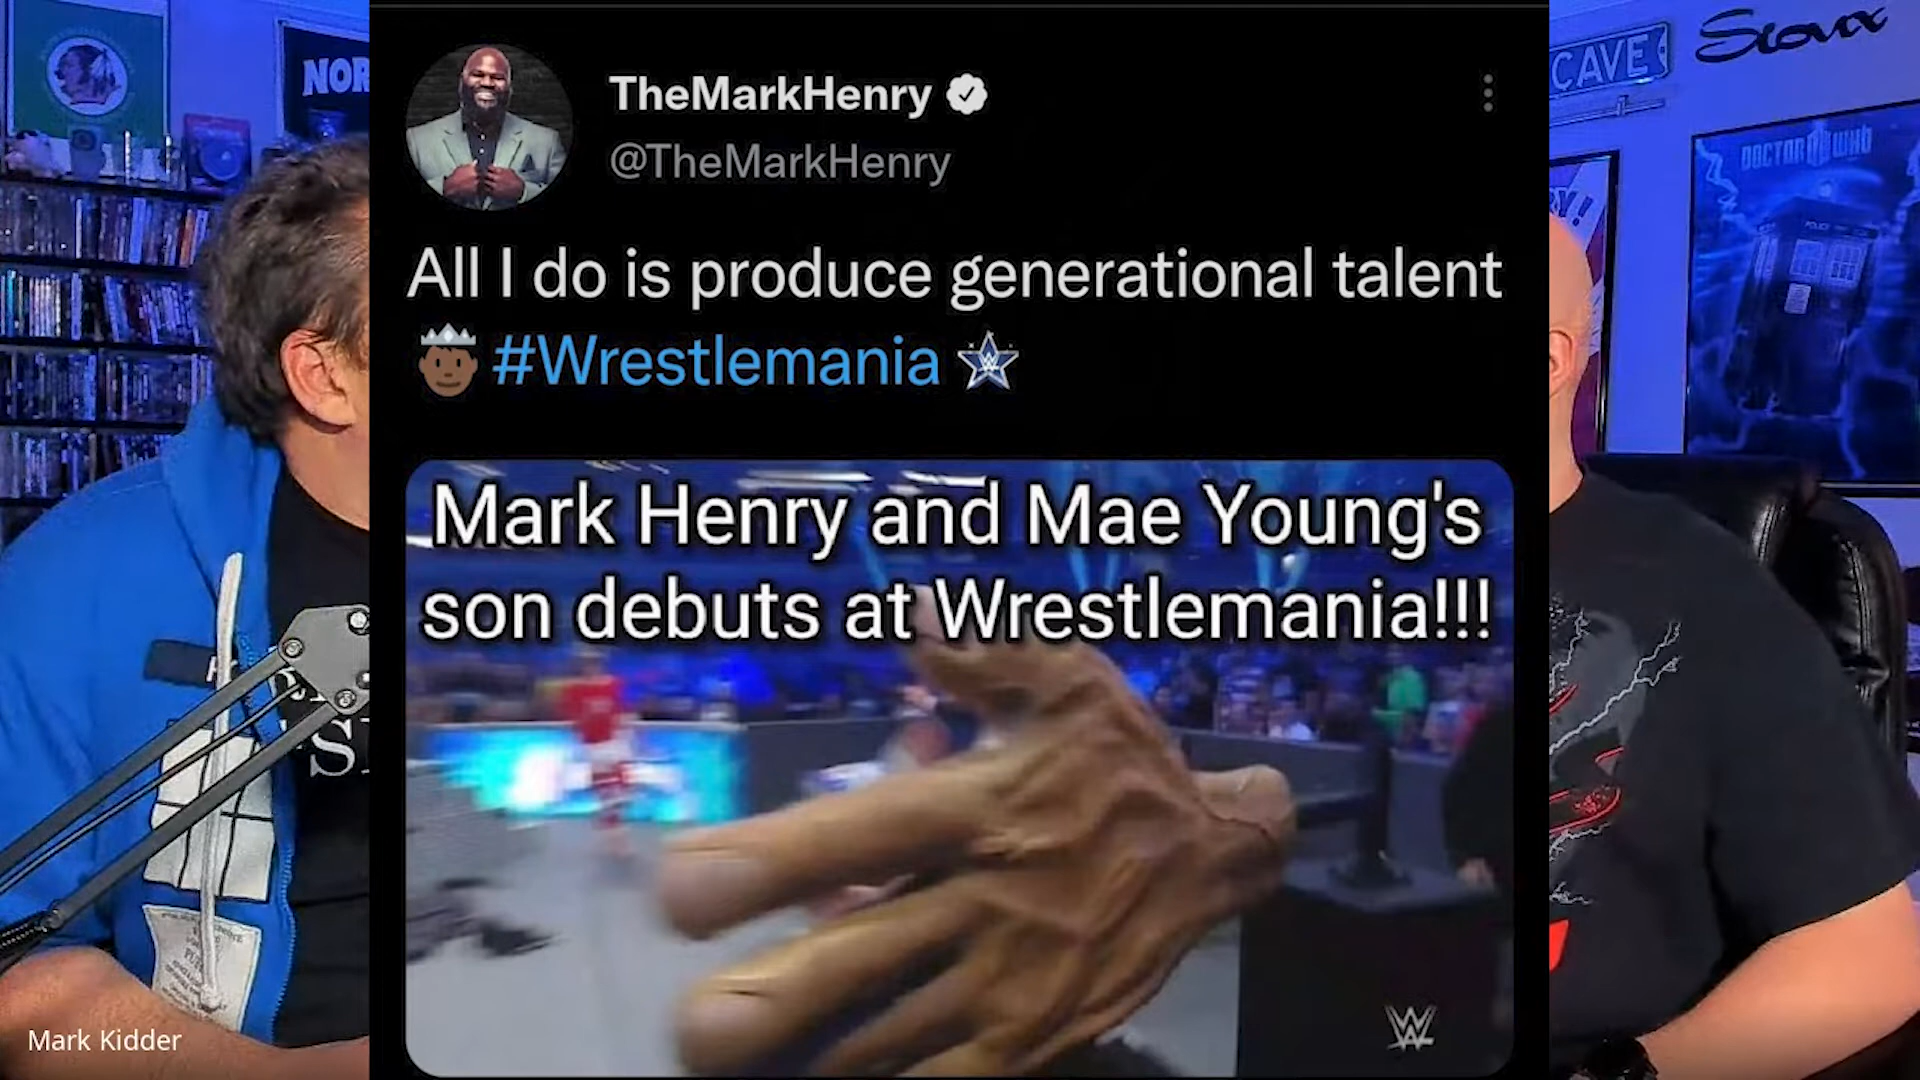 NOR
CAVE
Sioux
DOCTOR WHO
Y!
TheMarkHenry
@TheMarkHenry
All I do is produce generational talent
#Wrestlemania
Mark Henry and Mae Young's
son debuts at Wrestlemania!!!
W
Mark Kidder